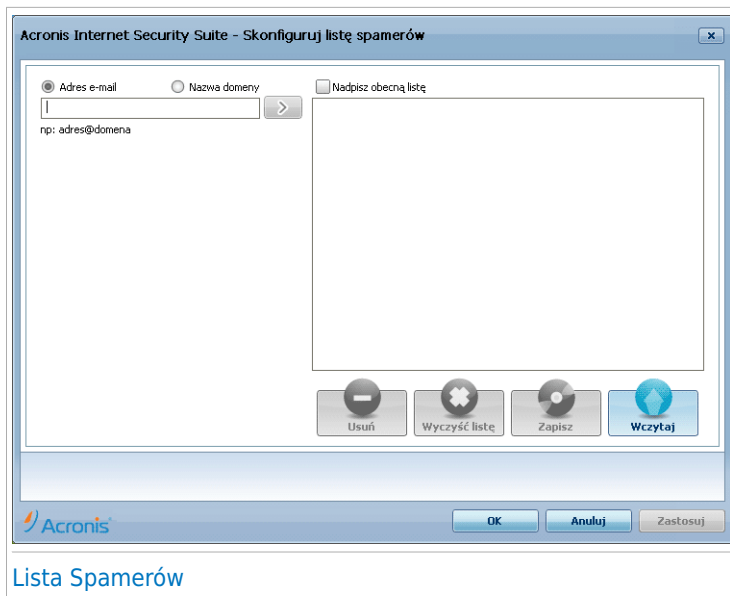 Acronis Internet Security Suite - Skonfiguruj listę spamerów
Adres e-mail
Nazwa domeny
Nadpisz obecną listę
np: adres@domena
Usuń
Wyczyść listę
Zapisz
Wczytaj
Acronis
OK
Anuluj
Zastosuj
Lista Spamerów